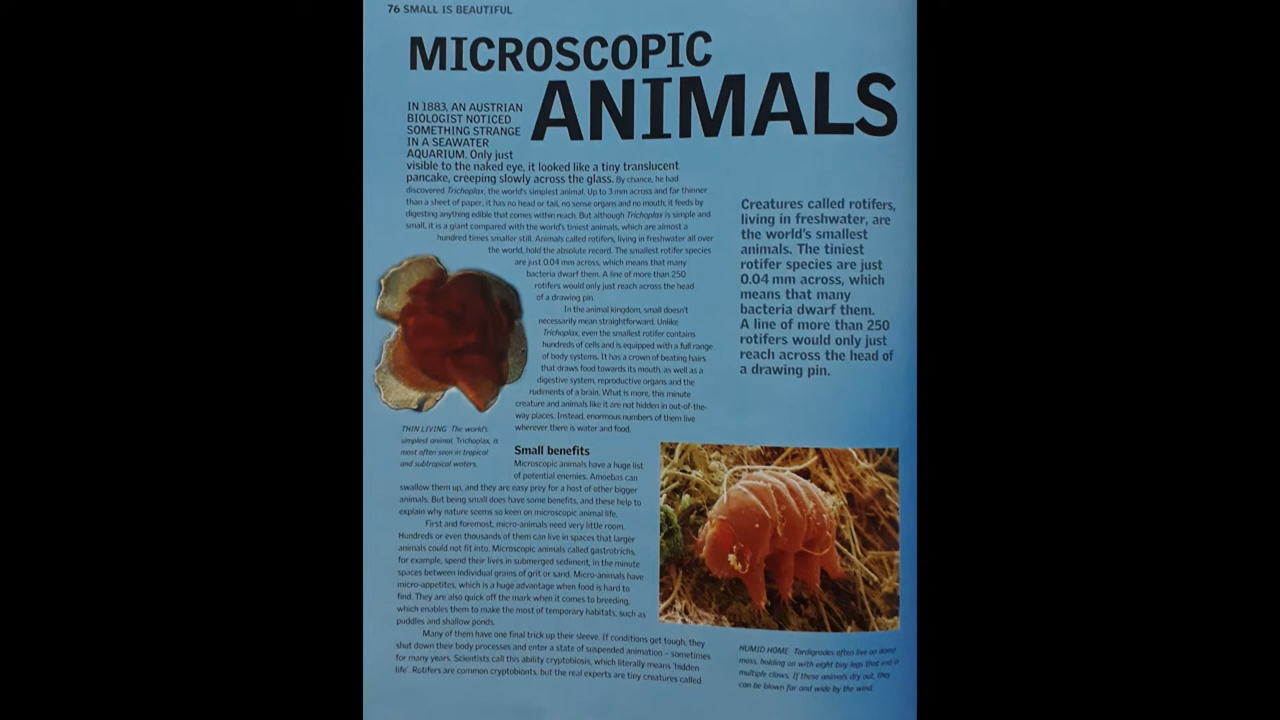 76 SMALL IS BEAUTIFUL
MICROSCOPIC
ANIMALS
IN 1883, AN AUSTRIAN
BIOLOGIST NOTICED
SOMETHING STRANGE
IN A SEAWATER
AQUARIUM. Only just
visible to the naked eye, it looked like a tiny translucent
pancake, creeping slowly across the glass. By chance, he had
discovered Trichoplax, the world's simplest animal. Up to 3 mm across and far thinner
than a sheet of paper, it has no head or tail, no sense organs and no mouth; it feeds by
digesting anything edible that comes within reach. But although Trichoplax is simple and
small, it is a giant compared with the world's tiniest animals, which are almost a
hundred times smaller still. Animals called rotifers, living in freshwater all over
the world, hold the absolute record. The smallest rotifer species
are just 0.04 mm across, which means that many
bacteria dwarf them. A line of more than 250
rotifers would only just reach across the head
of a drawing pin.
In the animal kingdom, small doesn't
necessarily mean straightforward. Unlike
Trichoplax, even the smallest rotifer contains
hundreds of cells and is equipped with a full range
of body systems. It has a crown of beating hairs
that draws food towards its mouth, as well as a
digestive system, reproductive organs and the
rudiments of a brain. What is more, this minute
creature and animals like it are not hidden in out-of-the-
way places. Instead, enormous numbers of them live
wherever there is water and food.
Small benefits
Microscopic animals have a huge list
of potential enemies. Amoebas can
swallow them up, and they are easy prey for a host of other bigger
animals. But being small does have some benefits, and these help to
explain why nature seems so keen on microscopic animal life.
First and foremost, micro-animals need very little room.
Hundreds or even thousands of them can live in spaces that larger
animals could not fit into. Microscopic animals called gastrotrichs,
for example, spend their lives in submerged sediment, in the minute
spaces between individual grains of grit or sand. Micro-animals have
micro-appetites, which is a huge advantage when food is hard to
find. They are also quick off the mark when it comes to breeding,
which enables them to make the most of temporary habitats, such as
puddles and shallow ponds.
Many of them have one final trick up their sleeve. If conditions get tough, they
shut down their body processes and enter a state of suspended animation – sometimes
for many years. Scientists call this ability cryptobiosis, which literally means 'hidden
life'. Rotifers are common cryptobionts, but the real experts are tiny creatures called
THIN LIVING The world's
simplest animal, Trichoplax, is
most often seen in tropical
and subtropical waters.
Creatures called rotifers,
living in freshwater, are
the world's smallest
animals. The tiniest
rotifer species are just
0.04 mm across, which
means that many
bacteria dwarf them.
A line of more than 250
rotifers would only just
reach across the head of
a drawing pin.
HUMID HOME Tardigrades often live on damp
moss, holding on with eight tiny legs that end in
multiple claws. If these animals dry out, they
can be blown far and wide by the wind.